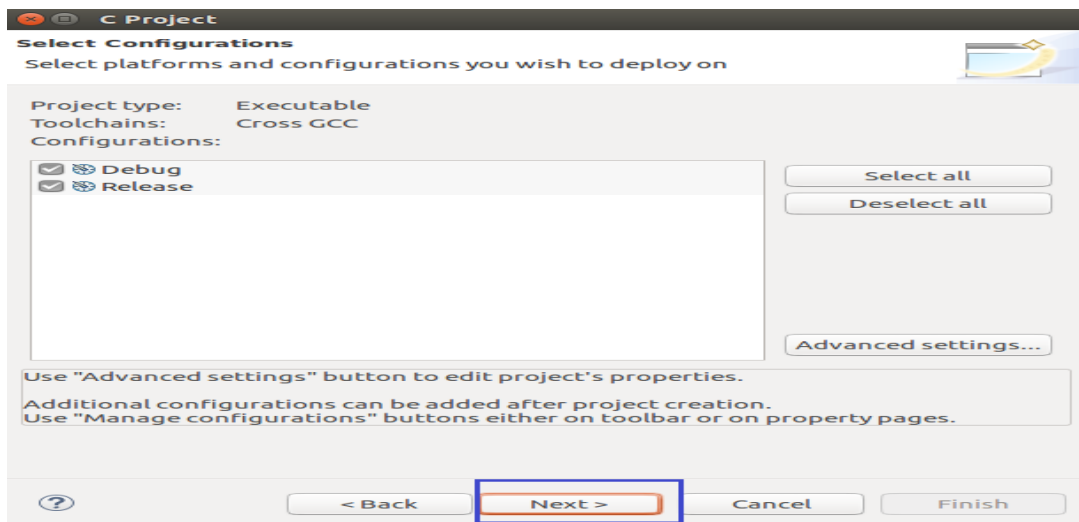 C Project
Select Configurations
Select platforms and configurations you wish to deploy on
Project type: Executable
Toolchains: Cross GCC
Configurations:
Debug
Release
Select all
Deselect all
Advanced settings...
Use "Advanced settings" button to edit project's properties.
Additional configurations can be added after project creation.
Use "Manage configurations" buttons either on toolbar or on property pages.
? < Back Next > Cancel Finish